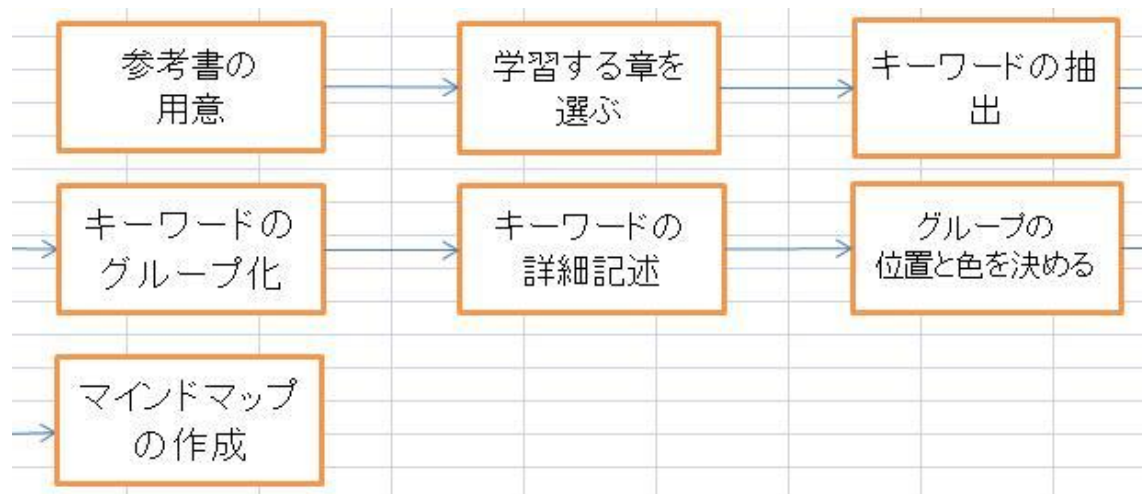 参考書の
用意
学習する章を
選ぶ
キーワードの抽
出
キーワードの
グループ化
キーワードの
詳細記述
グループの
位置と色を決める
マインドマップ
の作成